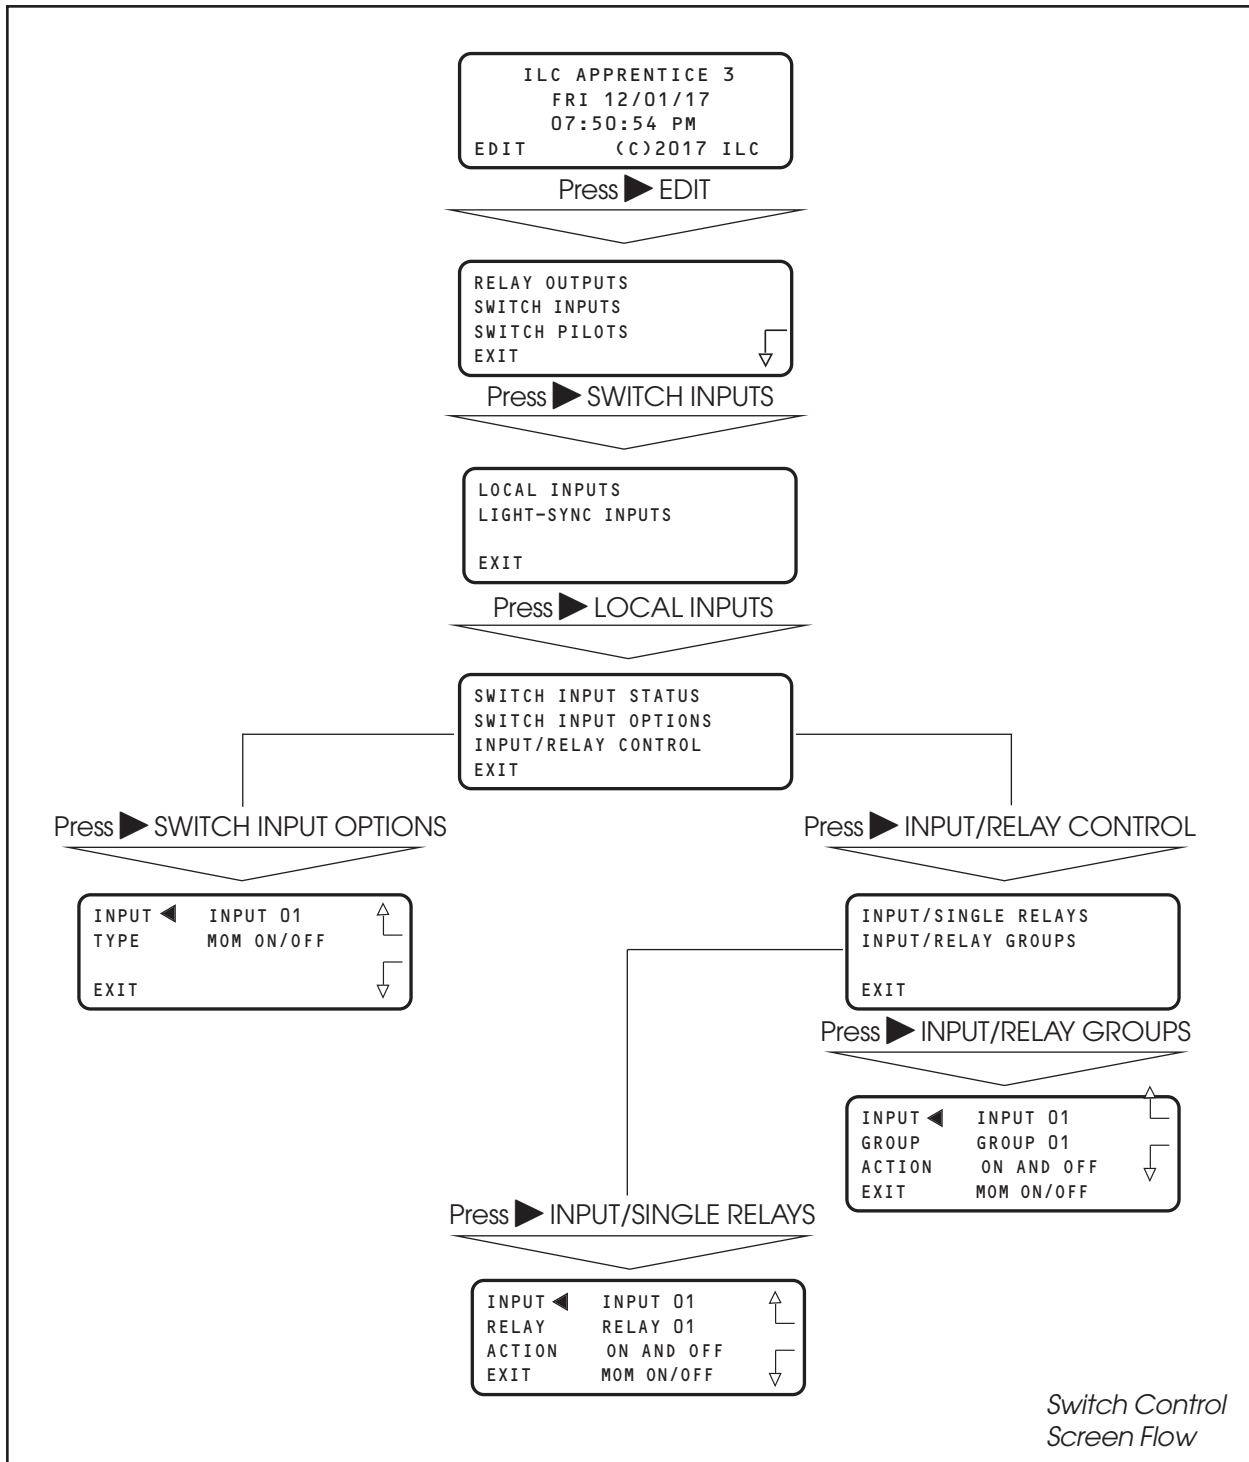 ILC APPRENTICE 3
FRI 12/01/17
07:50:54 PM
EDIT (C)2017 ILC
Press EDIT
RELAY OUTPUTS
SWITCH INPUTS
SWITCH PILOTS
EXIT
Press SWITCH INPUTS
LOCAL INPUTS
LIGHT-SYNC INPUTS
EXIT
Press LOCAL INPUTS
SWITCH INPUT STATUS
SWITCH INPUT OPTIONS
INPUT/RELAY CONTROL
EXIT
Press SWITCH INPUT OPTIONS
INPUT INPUT 01
TYPE MOM ON/OFF
EXIT
Press INPUT/RELAY CONTROL
INPUT/SINGLE RELAYS
INPUT/RELAY GROUPS
EXIT
Press INPUT/RELAY GROUPS
INPUT INPUT 01
GROUP GROUP 01
ACTION ON AND OFF
EXIT MOM ON/OFF
Press INPUT/SINGLE RELAYS
INPUT INPUT 01
RELAY RELAY 01
ACTION ON AND OFF
EXIT MOM ON/OFF
Switch Control
Screen Flow